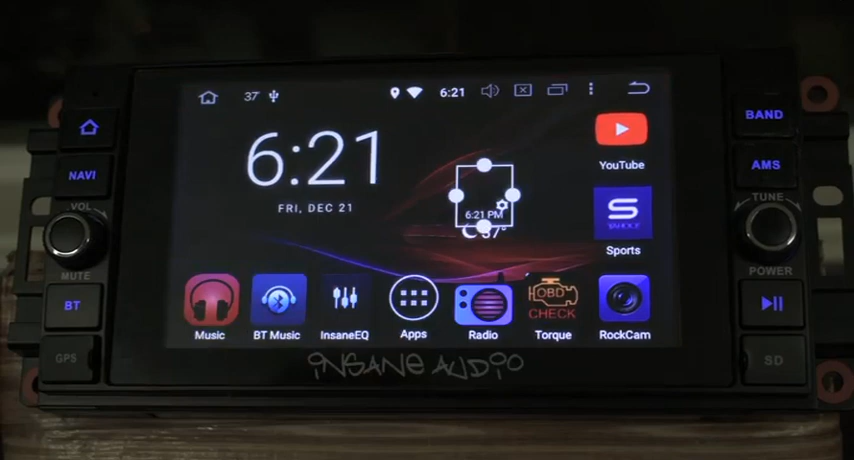 37°
6:21
BAND
6:21
FRI, DEC 21
YouTube
NAVI
AMS
6:21 PM
37°
YAHOO!
Sports
VOL
TUNE
MUTE
POWER
BT
OBD
CHECK
Music
BT Music
InsaneEQ
Apps
Radio
Torque
RockCam
GPS
SD
INSANE AUDIO